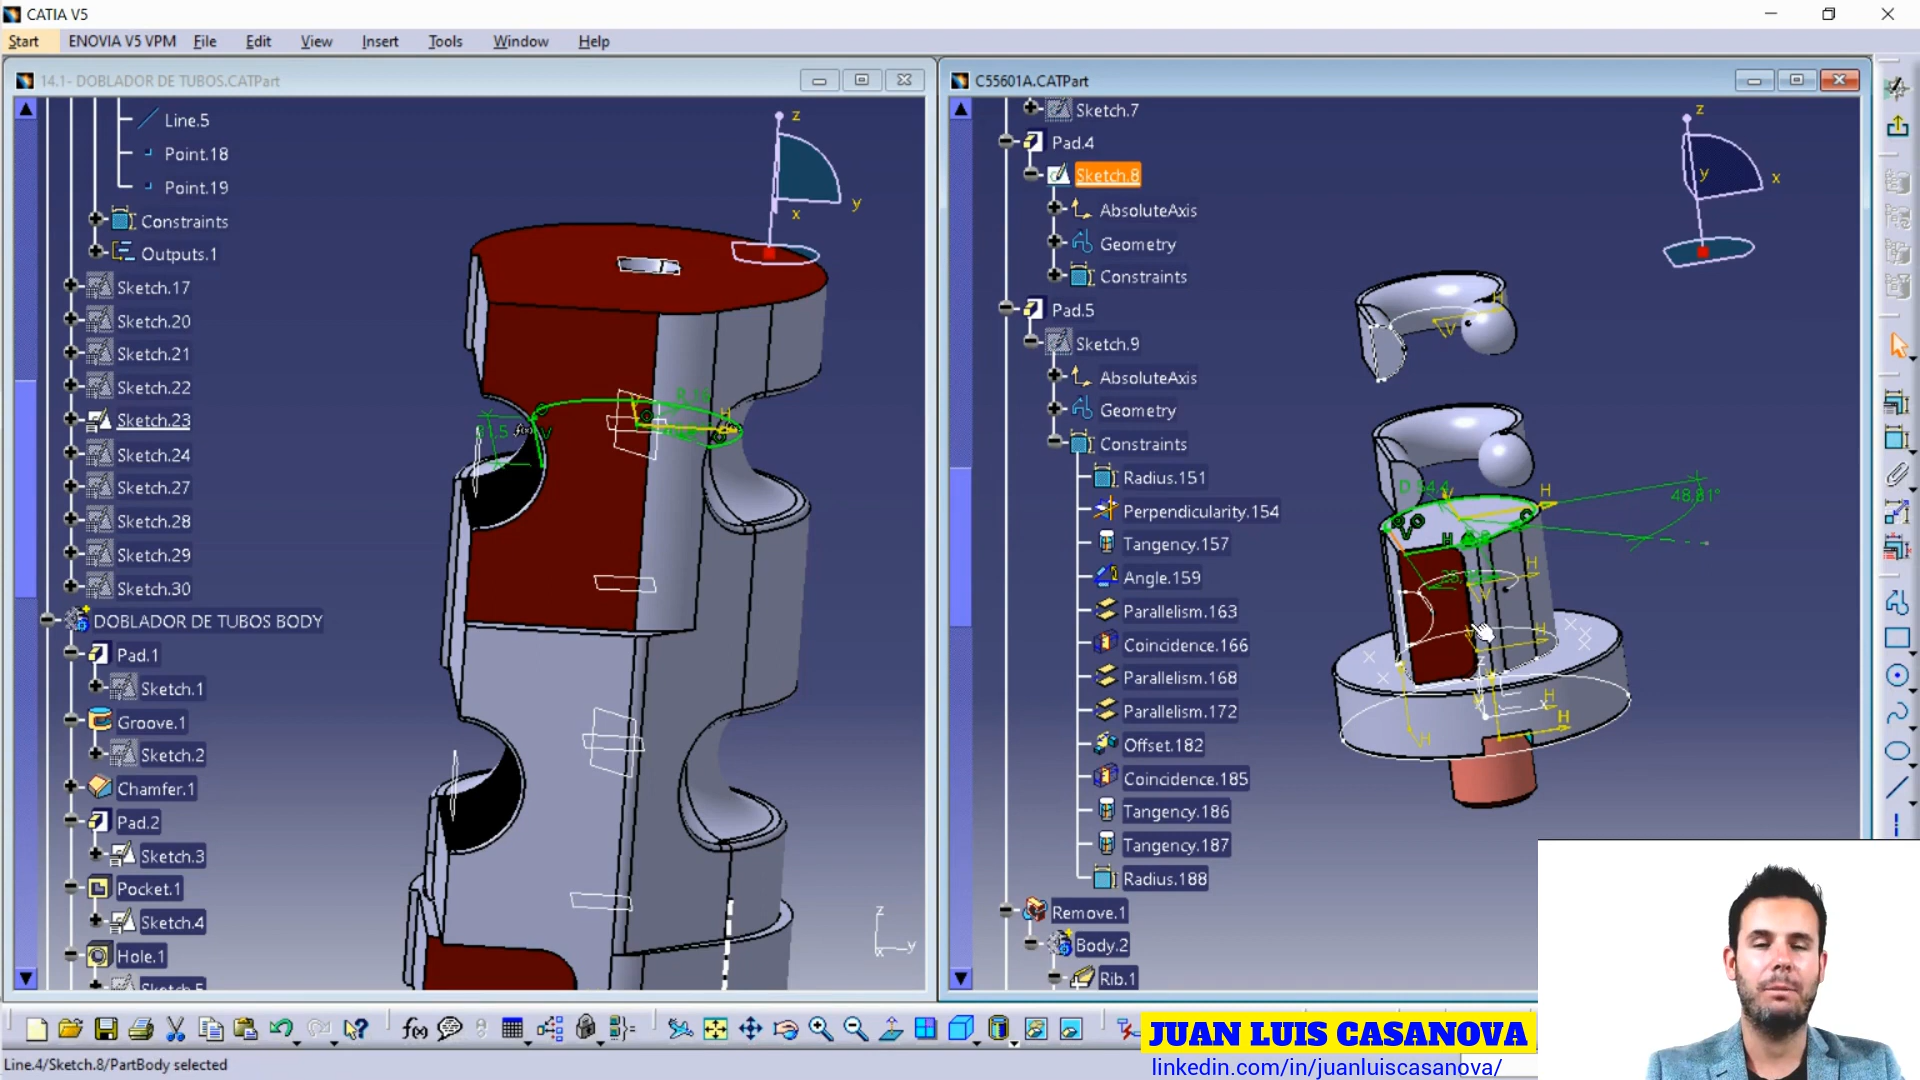 CATIA V5
Start ENOVIA V5 VPM File Edit View Insert Tools Window Help
14.1- DOBLADOR DE TUBOS.CATPart
Line.5
Point.18
Point.19
Constraints
Outputs.1
Sketch.17
Sketch.20
Sketch.21
Sketch.22
Sketch.23
Sketch.24
Sketch.27
Sketch.28
Sketch.29
Sketch.30
DOBLADOR DE TUBOS BODY
Pad.1
Sketch.1
Groove.1
Sketch.2
Chamfer.1
Pad.2
Sketch.3
Pocket.1
Sketch.4
Hole.1
Sketch.5
z
y
x
H
V
z
y
C55601A.CATPart
Sketch.7
Pad.4
Sketch.8
AbsoluteAxis
Geometry
Constraints
Pad.5
Sketch.9
AbsoluteAxis
Geometry
Constraints
Radius.151
Perpendicularity.154
Tangency.157
Angle.159
Parallelism.163
Coincidence.166
Parallelism.168
Parallelism.172
Offset.182
Coincidence.185
Tangency.186
Tangency.187
Radius.188
Remove.1
Body.2
Rib.1
z
y
x
H
V
H
48,81°
H
H
H
H
H
JUAN LUIS CASANOVA
linkedin.com/in/juanluiscasanova/
Line.4/Sketch.8/PartBody selected